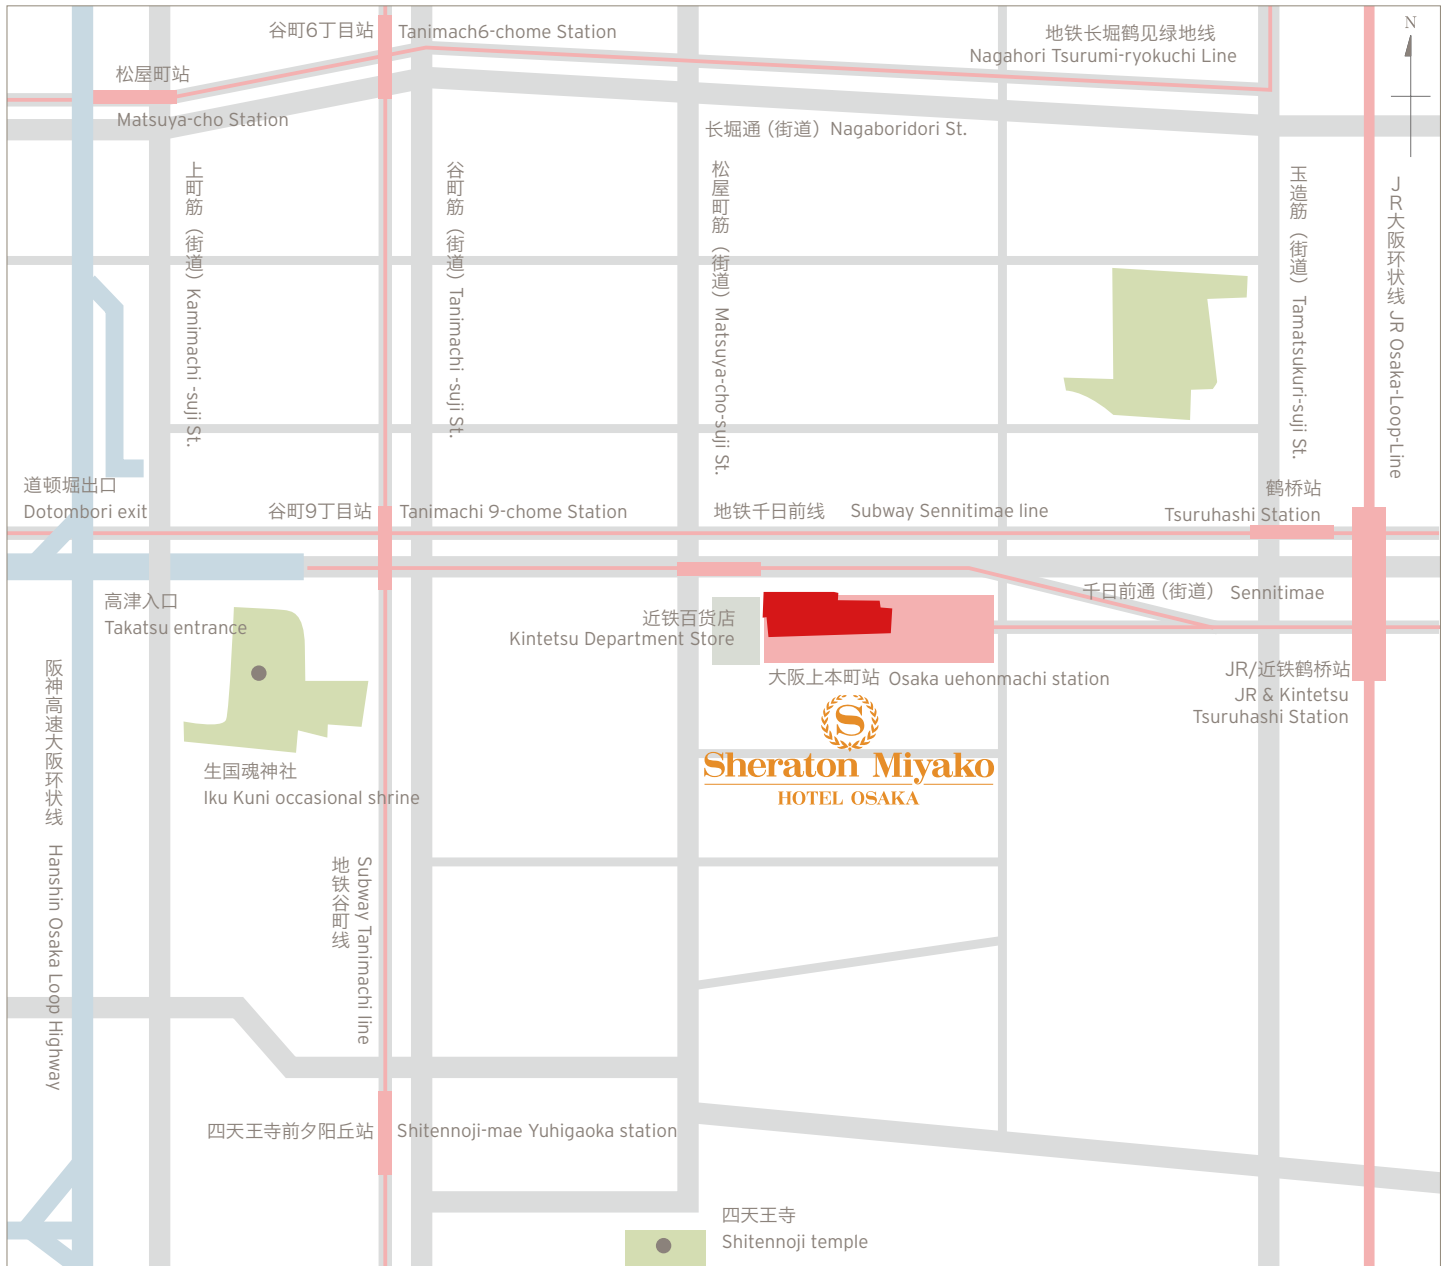 谷町6丁目站
Tanimach6-chome Station
地铁长堀鹤见绿地线
Nagahori Tsurumi-ryokuchi Line
N
松屋町站
Matsuya-cho Station
长堀通（街道）Nagaboridori St.
上町筋（街道）Kamimachi -suji St.
谷町筋（街道）Tanimachi -suji St.
松屋町筋（街道）Matsuya-cho-suji St.
玉造筋（街道）Tamatsukuri-suji St.
JR大阪环状线 JR Osaka-Loop-Line
道顿堀出口
Dotombori exit
谷町9丁目站
Tanimachi 9-chome Station
地铁千日前线 Subway Sennitimae line
鹤桥站
Tsuruhashi Station
高津入口
Takatsu entrance
近铁百货店
Kintetsu Department Store
千日前通（街道） Sennitimae
大阪上本町站 Osaka uehonmachi station
JR/近铁鹤桥站
JR & Kintetsu
Tsuruhashi Station
S
Sheraton Miyako
HOTEL OSAKA
生国魂神社
Iku Kuni occasional shrine
阪神高速大阪环状线 Hanshin Osaka Loop Highway
地铁谷町线
Subway Tanimachi line
四天王寺前夕阳丘站
Shitennoji-mae Yuhigaoka station
四天王寺
Shitennoji temple